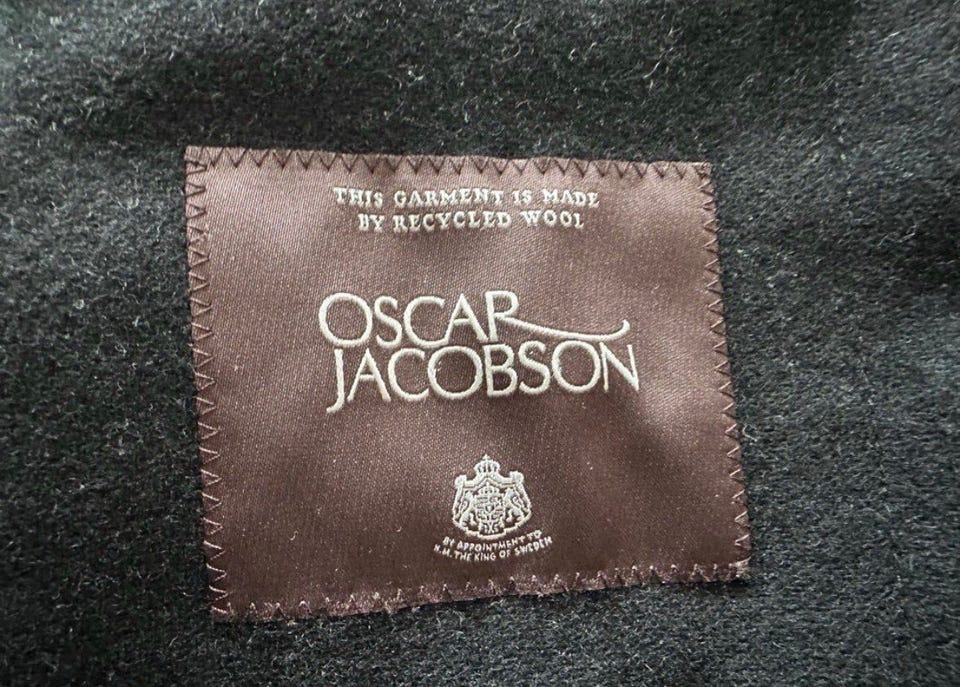 THIS GARMENT IS MADE
BY RECYCLED WOOL
OSCAR
JACOBSON
BY APPOINTMENT TO
H.M. THE KING OF SWEDEN